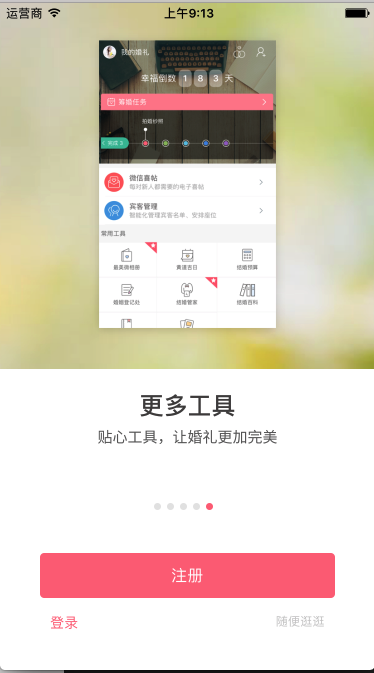 运营商 上午9:13
我的婚礼
幸福倒数 1 8 3 天
筹婚任务
拍婚纱照
完成 3
微信喜帖
每对新人都需要的电子喜帖
宾客管理
智能化管理宾客名单、安排座位
常用工具
最美微相册 黄道吉日 结婚预算
婚姻登记处 结婚管家 结婚百科
更多工具
贴心工具，让婚礼更加完美
注册
登录 随便逛逛